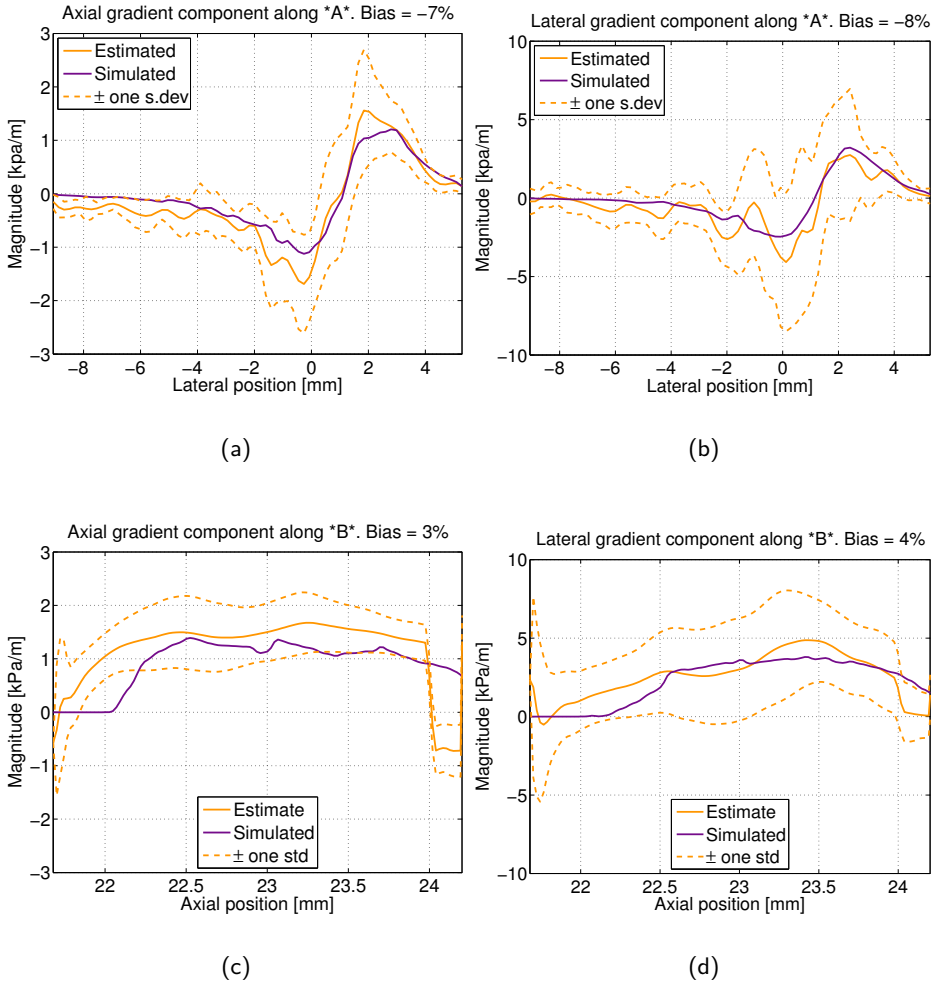 Axial gradient component along *A*. Bias = −7%
3
2
1
0
−1
−2
−3
Magnitude [kpa/m]
Estimated
Simulated
± one s.dev
−8
−6
−4
−2
0
2
4
Lateral position [mm]
(a)
Lateral gradient component along *A*. Bias = −8%
10
5
0
−5
−10
Magnitude [kpa/m]
Estimated
Simulated
± one s.dev
−8
−6
−4
−2
0
2
4
Lateral position [mm]
(b)
Axial gradient component along *B*. Bias = 3%
3
2
1
0
−1
−2
−3
Magnitude [kPa/m]
Estimate
Simulated
± one std
22
22.5
23
23.5
24
Axial position [mm]
(c)
Lateral gradient component along *B*. Bias = 4%
10
5
0
−5
−10
Magnitude [kPa/m]
Estimate
Simulated
± one std
22
22.5
23
23.5
24
Axial position [mm]
(d)